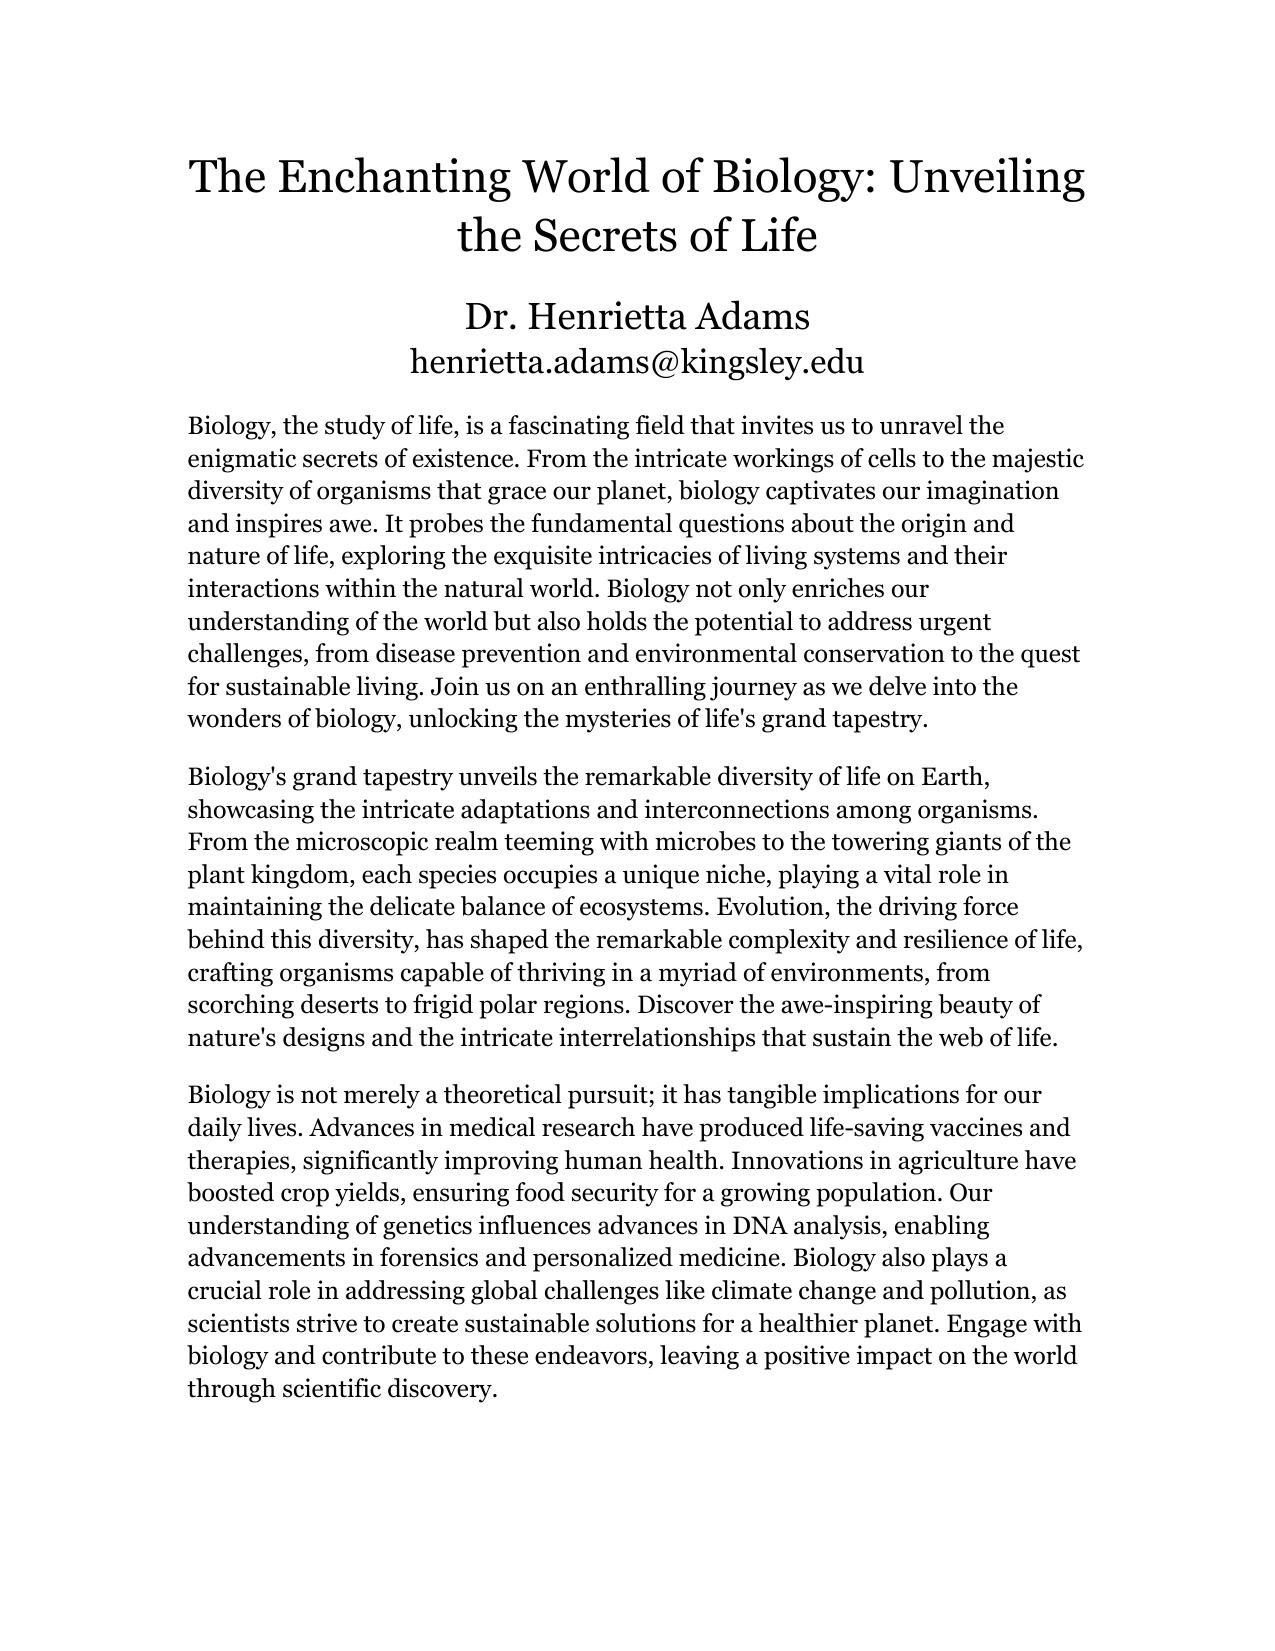 The Enchanting World of Biology: Unveiling
the Secrets of Life
Dr. Henrietta Adams
henrietta.adams@kingsley.edu
Biology, the study of life, is a fascinating field that invites us to unravel the
enigmatic secrets of existence. From the intricate workings of cells to the majestic
diversity of organisms that grace our planet, biology captivates our imagination
and inspires awe. It probes the fundamental questions about the origin and
nature of life, exploring the exquisite intricacies of living systems and their
interactions within the natural world. Biology not only enriches our
understanding of the world but also holds the potential to address urgent
challenges, from disease prevention and environmental conservation to the quest
for sustainable living. Join us on an enthralling journey as we delve into the
wonders of biology, unlocking the mysteries of life's grand tapestry.
Biology's grand tapestry unveils the remarkable diversity of life on Earth,
showcasing the intricate adaptations and interconnections among organisms.
From the microscopic realm teeming with microbes to the towering giants of the
plant kingdom, each species occupies a unique niche, playing a vital role in
maintaining the delicate balance of ecosystems. Evolution, the driving force
behind this diversity, has shaped the remarkable complexity and resilience of life,
crafting organisms capable of thriving in a myriad of environments, from
scorching deserts to frigid polar regions. Discover the awe-inspiring beauty of
nature's designs and the intricate interrelationships that sustain the web of life.
Biology is not merely a theoretical pursuit; it has tangible implications for our
daily lives. Advances in medical research have produced life-saving vaccines and
therapies, significantly improving human health. Innovations in agriculture have
boosted crop yields, ensuring food security for a growing population. Our
understanding of genetics influences advances in DNA analysis, enabling
advancements in forensics and personalized medicine. Biology also plays a
crucial role in addressing global challenges like climate change and pollution, as
scientists strive to create sustainable solutions for a healthier planet. Engage with
biology and contribute to these endeavors, leaving a positive impact on the world
through scientific discovery.